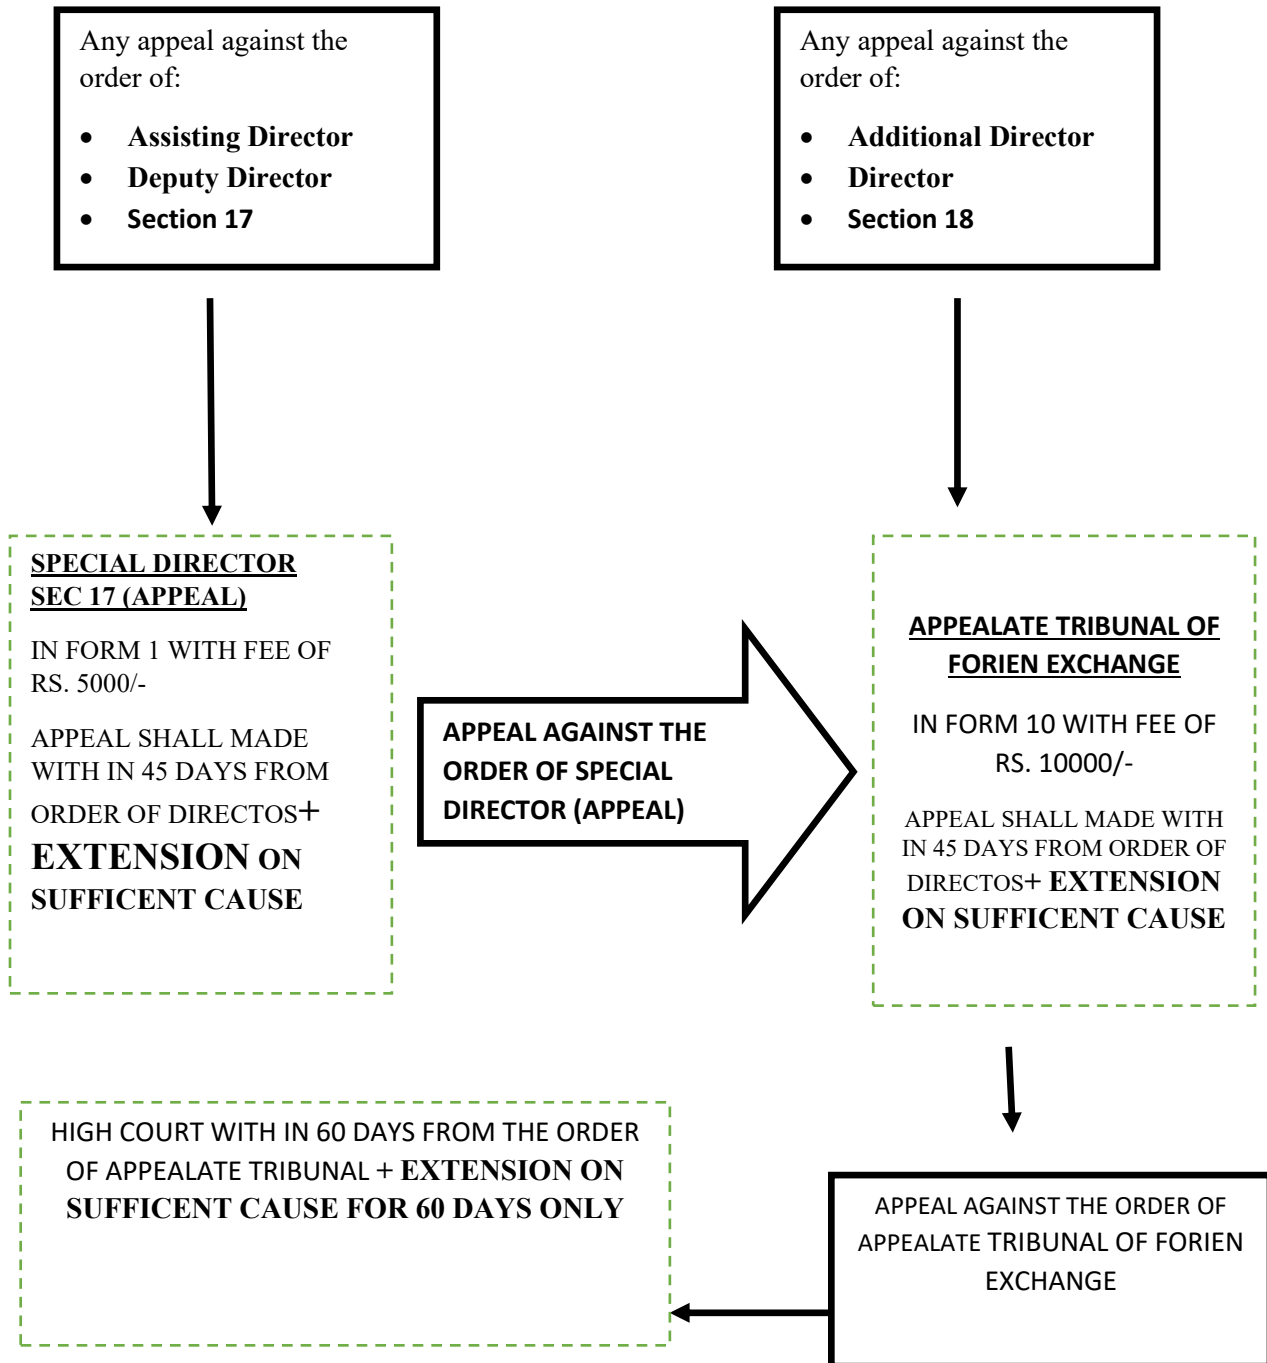 Any appeal against the
order of:
• Assisting Director
• Deputy Director
• Section 17
Any appeal against the
order of:
• Additional Director
• Director
• Section 18
SPECIAL DIRECTOR
SEC 17 (APPEAL)
IN FORM 1 WITH FEE OF
RS. 5000/-
APPEAL SHALL MADE
WITH IN 45 DAYS FROM
ORDER OF DIRECTOS+
EXTENSION ON
SUFFICENT CAUSE
APPEAL AGAINST THE
ORDER OF SPECIAL
DIRECTOR (APPEAL)
APPEALATE TRIBUNAL OF
FORIEN EXCHANGE
IN FORM 10 WITH FEE OF
RS. 10000/-
APPEAL SHALL MADE WITH
IN 45 DAYS FROM ORDER OF
DIRECTOS+ EXTENSION
ON SUFFICENT CAUSE
HIGH COURT WITH IN 60 DAYS FROM THE ORDER
OF APPEALATE TRIBUNAL + EXTENSION ON
SUFFICENT CAUSE FOR 60 DAYS ONLY
APPEAL AGAINST THE ORDER OF
APPEALATE TRIBUNAL OF FORIEN
EXCHANGE